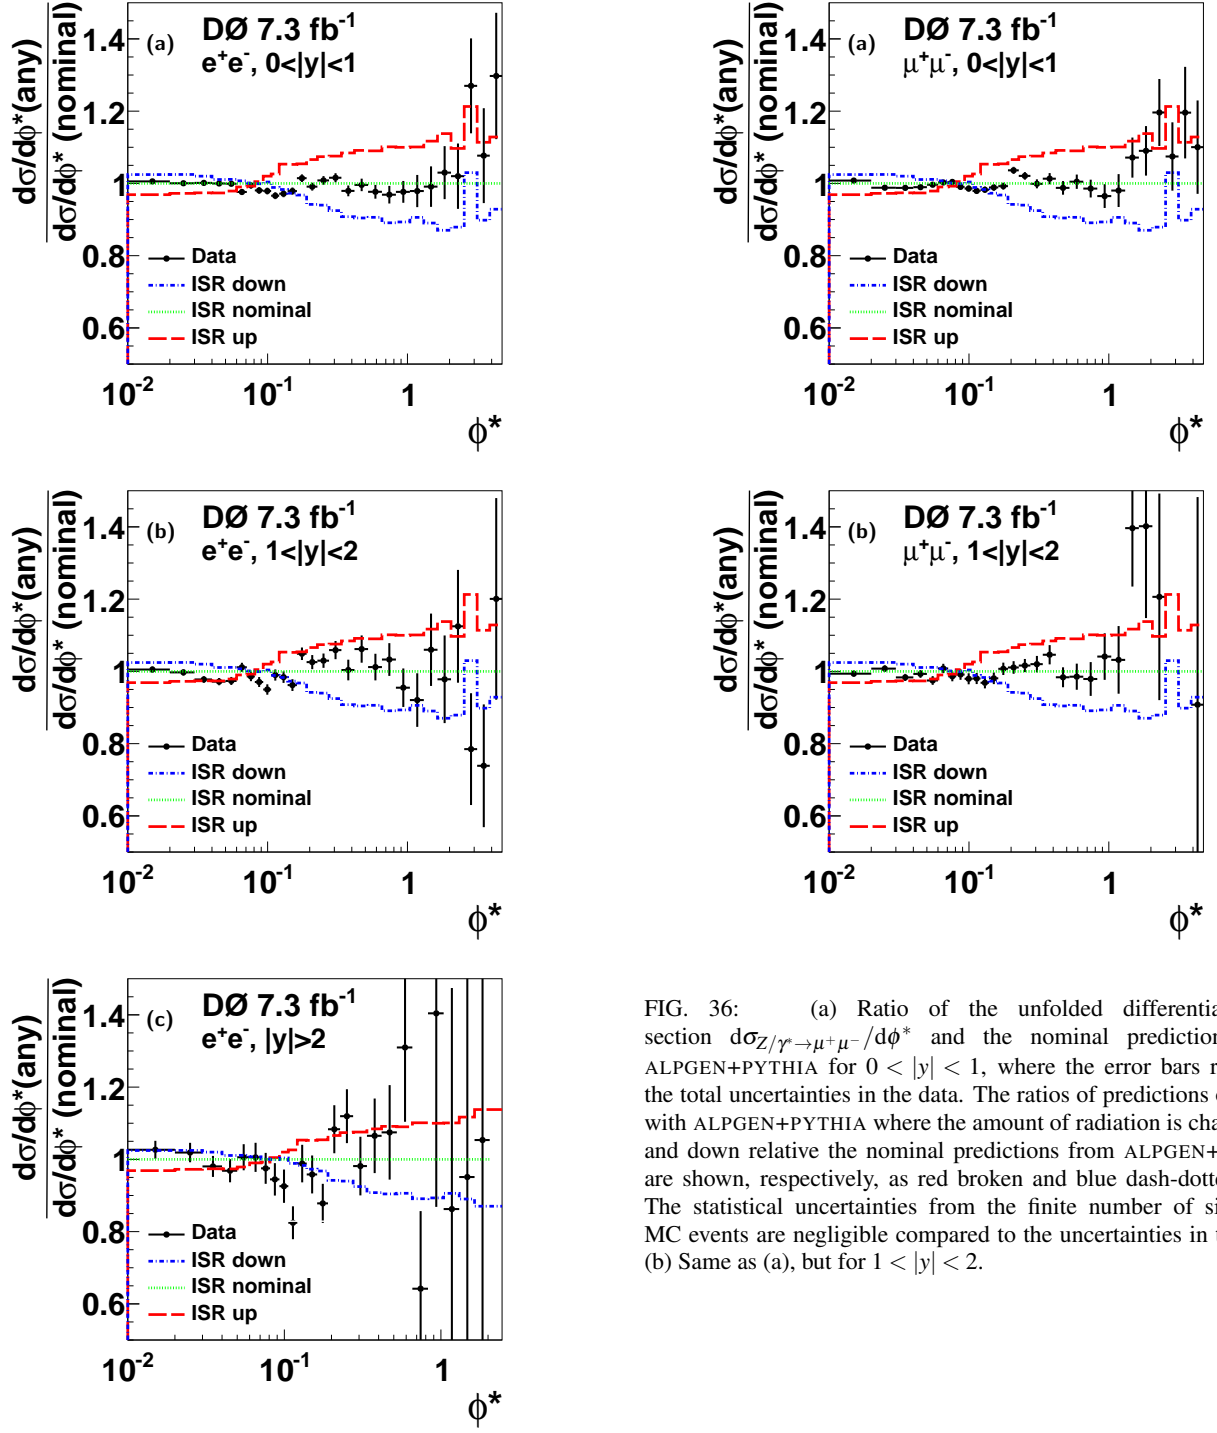 dσ/dϕ*(any)
dσ/dϕ* (nominal)
(a)
DØ 7.3 fb-1
e+e-, 0<|y|<1
1.4
1.2
1
0.8
0.6
Data
ISR down
ISR nominal
ISR up
10-2
10-1
1
ϕ*
dσ/dϕ*(any)
dσ/dϕ* (nominal)
(a)
DØ 7.3 fb-1
μ+μ-, 0<|y|<1
1.4
1.2
1
0.8
0.6
Data
ISR down
ISR nominal
ISR up
10-2
10-1
1
ϕ*
dσ/dϕ*(any)
dσ/dϕ* (nominal)
(b)
DØ 7.3 fb-1
e+e-, 1<|y|<2
1.4
1.2
1
0.8
0.6
Data
ISR down
ISR nominal
ISR up
10-2
10-1
1
ϕ*
dσ/dϕ*(any)
dσ/dϕ* (nominal)
(b)
DØ 7.3 fb-1
μ+μ-, 1<|y|<2
1.4
1.2
1
0.8
0.6
Data
ISR down
ISR nominal
ISR up
10-2
10-1
1
ϕ*
dσ/dϕ*(any)
dσ/dϕ* (nominal)
(c)
DØ 7.3 fb-1
e+e-, |y|>2
1.4
1.2
1
0.8
0.6
Data
ISR down
ISR nominal
ISR up
10-2
10-1
1
ϕ*
FIG. 36: (a) Ratio of the unfolded differentia
section dσZ/γ*→μ+μ−/dϕ* and the nominal prediction
ALPGEN+PYTHIA for 0 < |y| < 1, where the error bars r
the total uncertainties in the data. The ratios of predictions
with ALPGEN+PYTHIA where the amount of radiation is cha
and down relative the nominal predictions from ALPGEN+
are shown, respectively, as red broken and blue dash-dotte
The statistical uncertainties from the finite number of si
MC events are negligible compared to the uncertainties in
(b) Same as (a), but for 1 < |y| < 2.